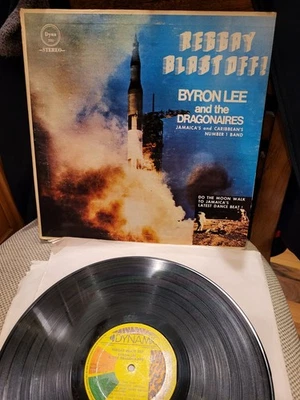 Dyna
STEREO
REGGAY
BLAST OFF!
BYRON LEE
and the
DRAGONAIRES
JAMAICA'S and CARIBBEAN'S
NUMBER 1 BAND
DO THE MOON WALK
TO JAMAICA'S
LATEST DANCE BEAT!
DYNAMIC